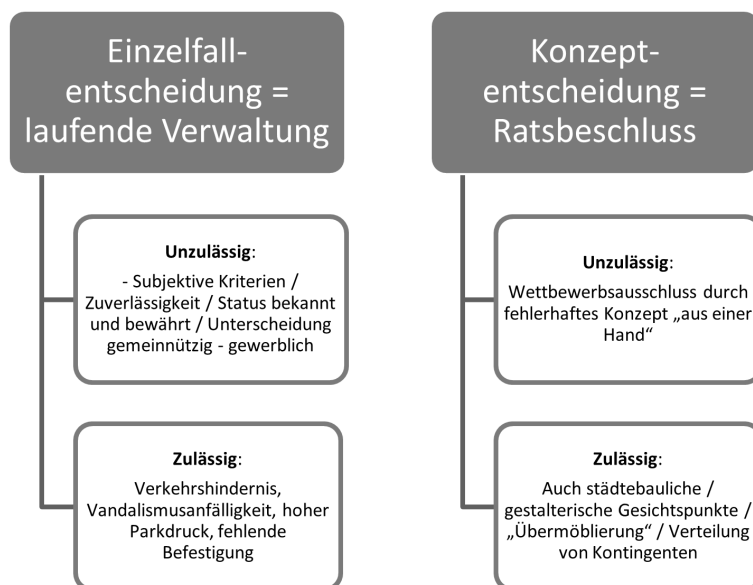 Einzelfall-
entscheidung =
laufende Verwaltung
Unzulässig:
- Subjektive Kriterien /
Zuverlässigkeit / Status bekannt
und bewährt / Unterscheidung
gemeinnützig - gewerblich
Zulässig:
Verkehrshindernis,
Vandalismusanfälligkeit, hoher
Parkdruck, fehlende
Befestigung
Konzept-
entscheidung =
Ratsbeschluss
Unzulässig:
Wettbewerbsausschluss durch
fehlerhaftes Konzept „aus einer
Hand“
Zulässig:
Auch städtebauliche /
gestalterische Gesichtspunkte /
„Übermöblierung“ / Verteilung
von Kontingenten